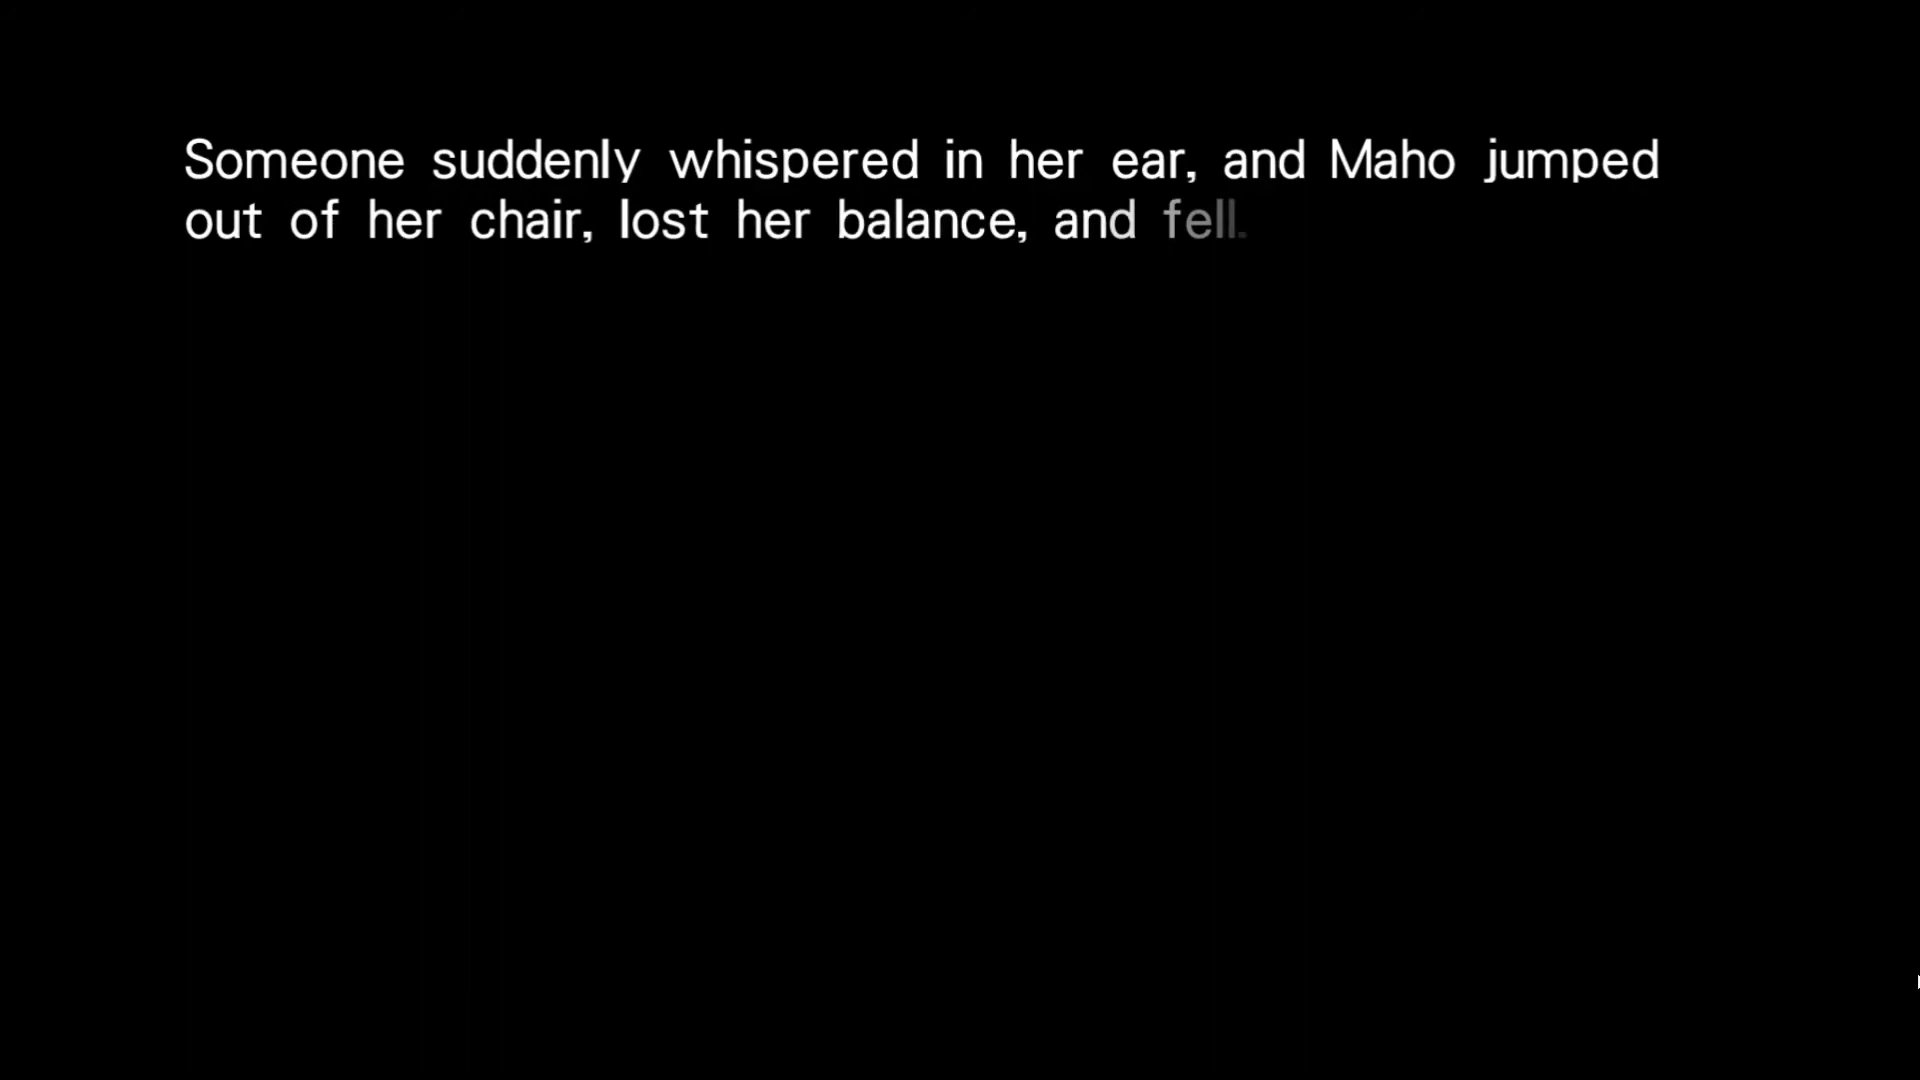 Someone suddenly whispered in her ear, and Maho jumped
out of her chair, lost her balance, and fell.